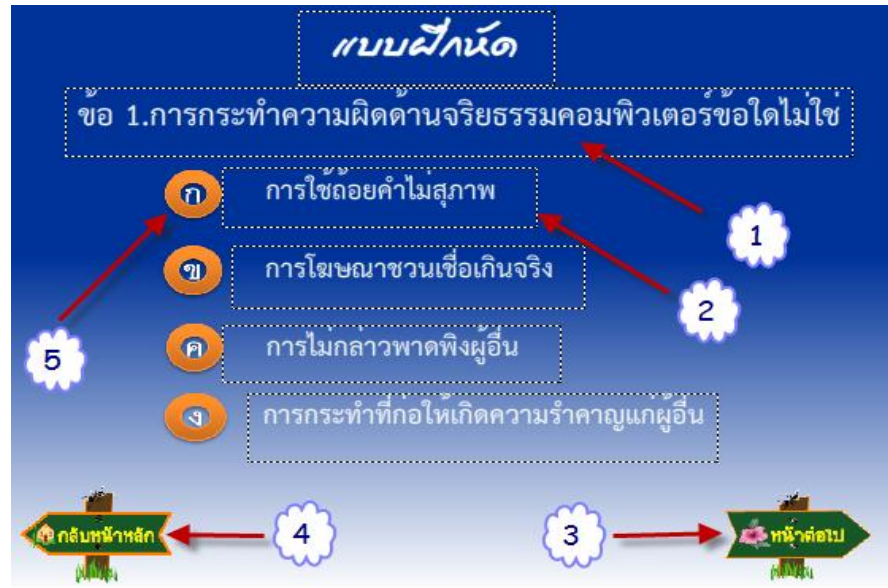 แบบฝึกหัด
ข้อ 1.การกระทำความผิดด้านจริยธรรมคอมพิวเตอร์ข้อใดไม่ใช่
ก การใช้ถ้อยคำไม่สุภาพ
1
ข การโฆษณาชวนเชื่อเกินจริง
2
5
ค การไม่กล่าวพาดพิงผู้อื่น
ง การกระทำที่ก่อให้เกิดความรำคาญแก่ผู้อื่น
กลับหน้าหลัก 4 3 หน้าต่อไป